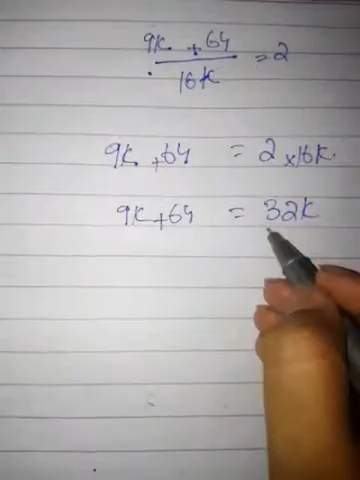 9k + 64
16k = 2
9k + 64 = 2 × 16k.
9k + 64 = 32k